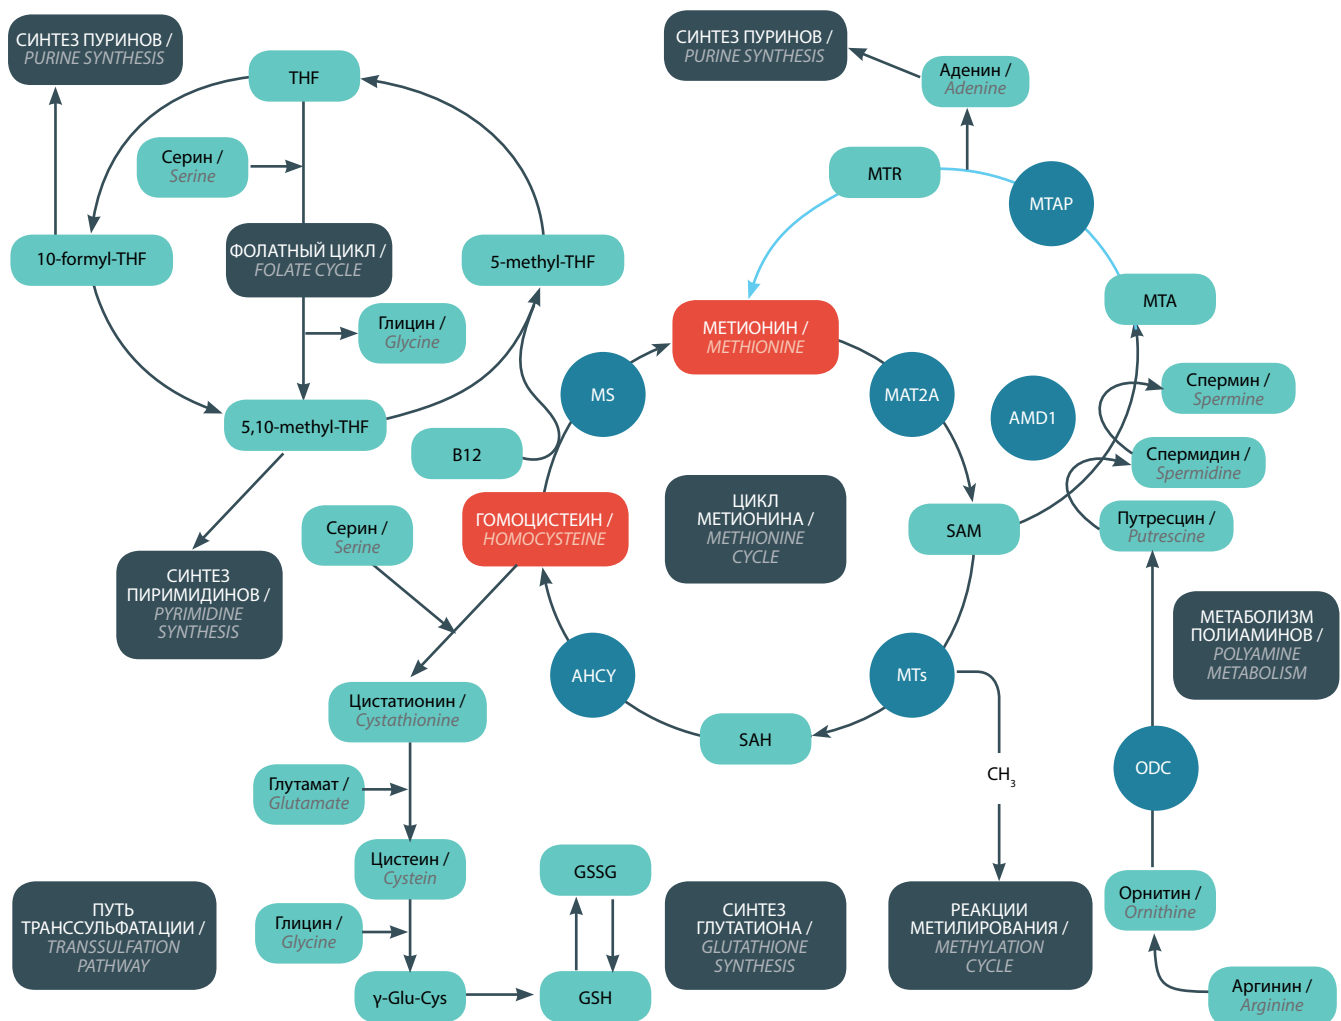 СИНТЕЗ ПУРИНОВ /
PURINE SYNTHESIS
THF
Серин /
Serine
10-formyl-THF
ФОЛАТНЫЙ ЦИКЛ /
FOLATE CYCLE
5-methyl-THF
Глицин /
Glycine
5,10-methyl-THF
B12
СИНТЕЗ
ПИРИМИДИНОВ /
PYRIMIDINE
SYNTHESIS
СИНТЕЗ ПУРИНОВ /
PURINE SYNTHESIS
Аденин /
Adenine
MTR
MTAP
MTA
МЕТИОНИН /
METHIONINE
MS
MAT2A
AMD1
Спермин /
Spermine
Спермидин /
Spermidine
Путресцин /
Putrescine
ГОМОЦИСТЕИН /
HOMOCYSTEINE
ЦИКЛ
МЕТИОНИНА /
METHIONINE
CYCLE
SAM
Серин /
Serine
МЕТАБОЛИЗМ
ПОЛИАМИНОВ /
POLYAMINE
METABOLISM
AHCY
MTs
SAH
Цистатионин /
Cystathionine
CH3
ODC
Глутамат /
Glutamate
Цистеин /
Cystein
GSSG
Глицин /
Glycine
ПУТЬ
ТРАНССУЛЬФАТАЦИИ /
TRANSSULFATION
PATHWAY
СИНТЕЗ
ГЛУТАТИОНА /
GLUTATHIONE
SYNTHESIS
РЕАКЦИИ
МЕТИЛИРОВАНИЯ /
METHYLATION
CYCLE
Орнитин /
Ornithine
γ-Glu-Cys
GSH
Аргинин /
Arginine